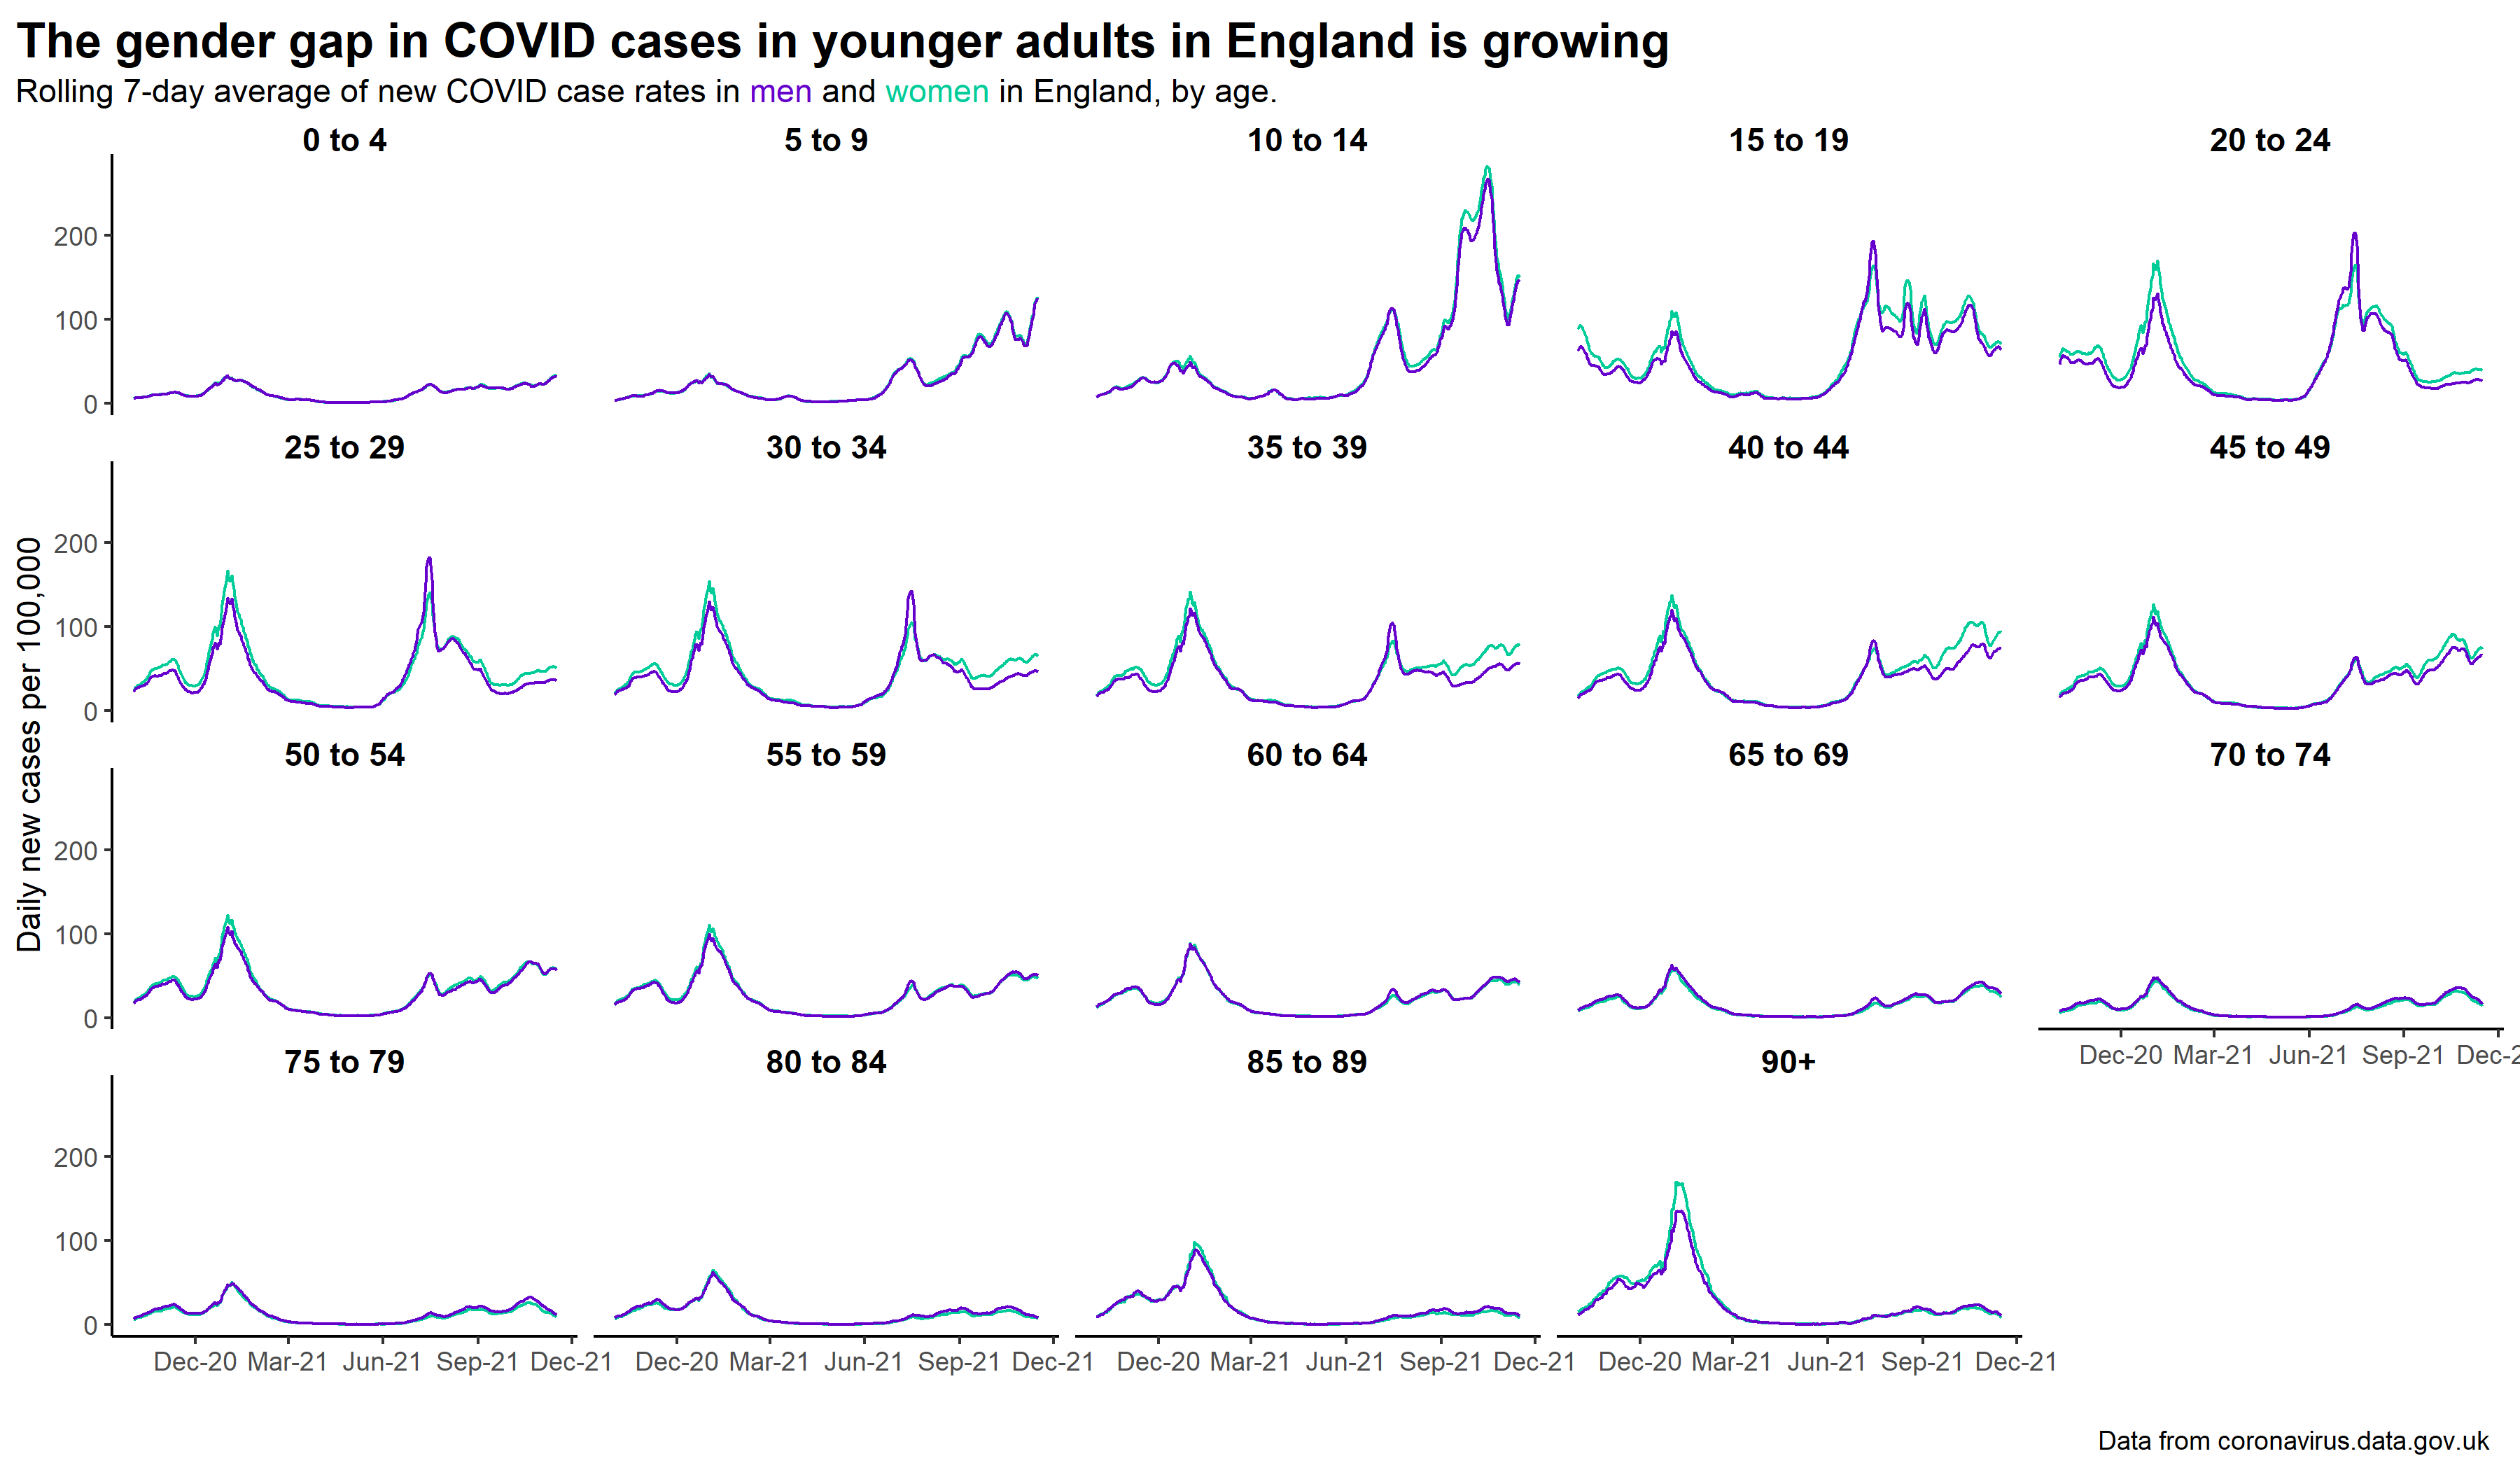 The gender gap in COVID cases in younger adults in England is growing
Rolling 7-day average of new COVID case rates in men and women in England, by age.
0 to 4 5 to 9 10 to 14 15 to 19 20 to 24
200
100
0
25 to 29 30 to 34 35 to 39 40 to 44 45 to 49
200
100
0
Daily new cases per 100,000
50 to 54 55 to 59 60 to 64 65 to 69 70 to 74
200
100
0
Dec-20 Mar-21 Jun-21 Sep-21 Dec-2
75 to 79 80 to 84 85 to 89 90+
200
100
0
Dec-20 Mar-21 Jun-21 Sep-21 Dec-21 Dec-20 Mar-21 Jun-21 Sep-21 Dec-21 Dec-20 Mar-21 Jun-21 Sep-21 Dec-21 Dec-20 Mar-21 Jun-21 Sep-21 Dec-21
Data from coronavirus.data.gov.uk